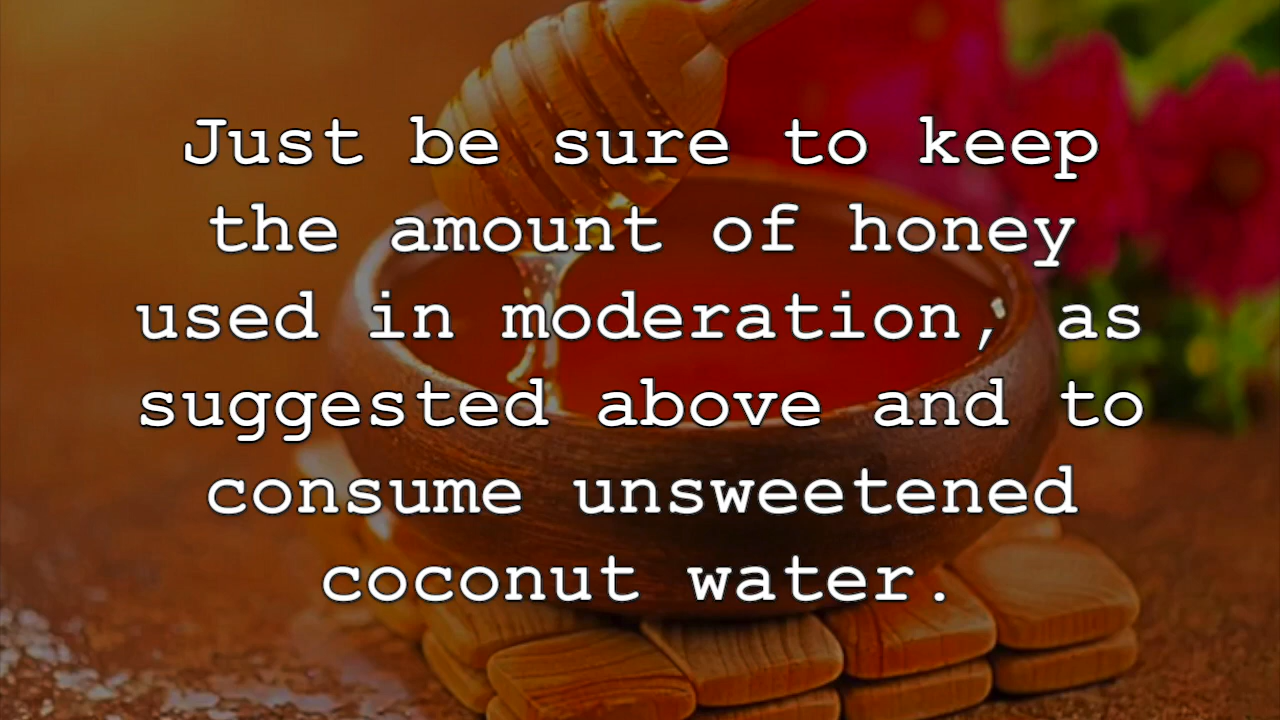 Just be sure to keep
the amount of honey
used in moderation, as
suggested above and to
consume unsweetened
coconut water.